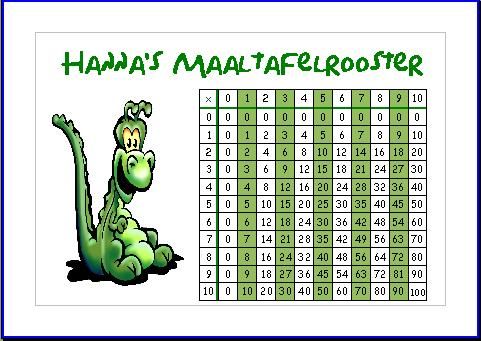 HANNA'S MAALTAFELROOSTER
× 0 1 2 3 4 5 6 7 8 9 10
0 0 0 0 0 0 0 0 0 0 0 0
1 0 1 2 3 4 5 6 7 8 9 10
2 0 2 4 6 8 10 12 14 16 18 20
3 0 3 6 9 12 15 18 21 24 27 30
4 0 4 8 12 16 20 24 28 32 36 40
5 0 5 10 15 20 25 30 35 40 45 50
6 0 6 12 18 24 30 36 42 48 54 60
7 0 7 14 21 28 35 42 49 56 63 70
8 0 8 16 24 32 40 48 56 64 72 80
9 0 9 18 27 36 45 54 63 72 81 90
10 0 10 20 30 40 50 60 70 80 90 100